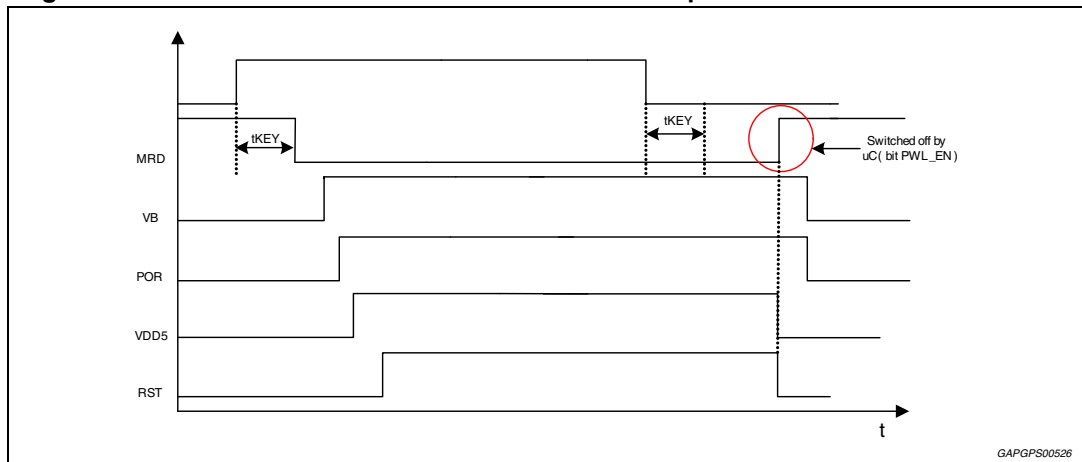 tKEY
tKEY
MRD
Switched off by
uC( bit PWL_EN )
VB
POR
VDD5
RST
t
GAPGPS00526